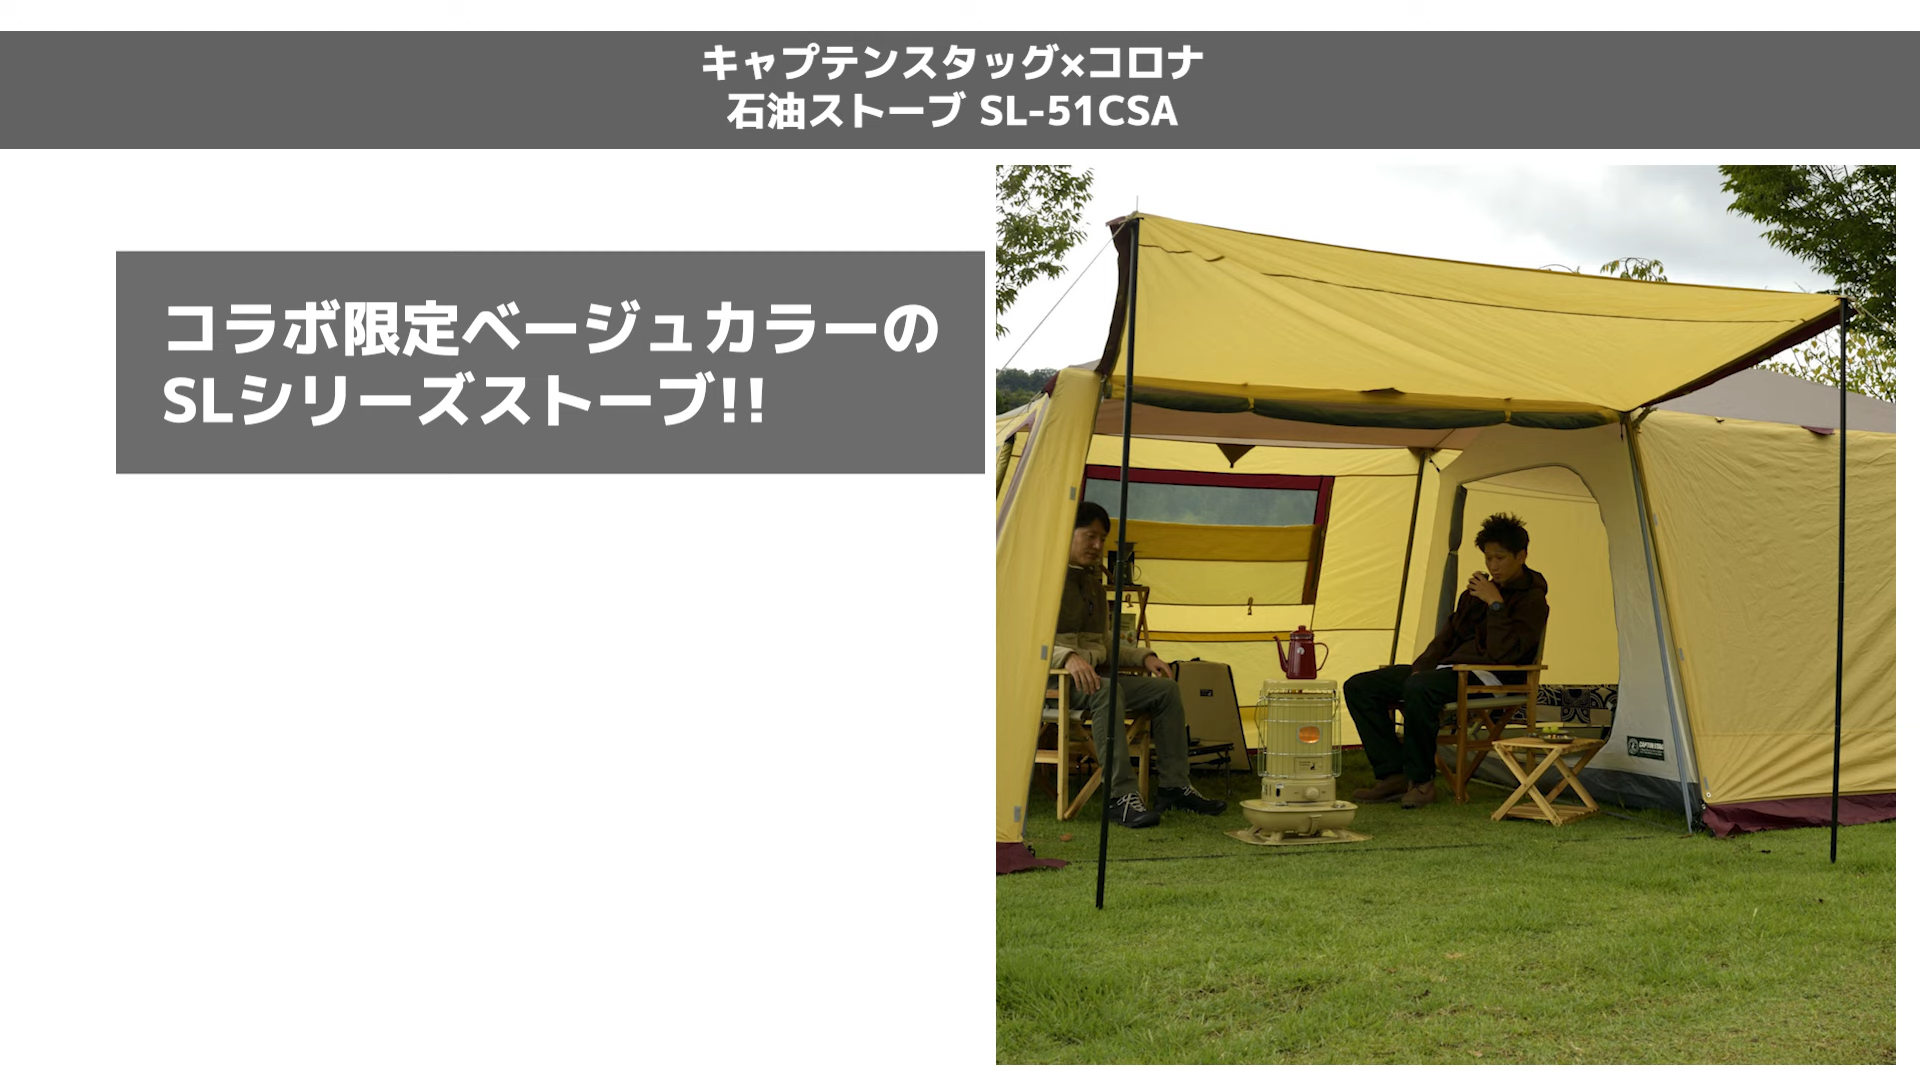 キャプテンスタッグ×コロナ
石油ストーブ SL-51CSA
コラボ限定ベージュカラーの
SLシリーズストーブ!!